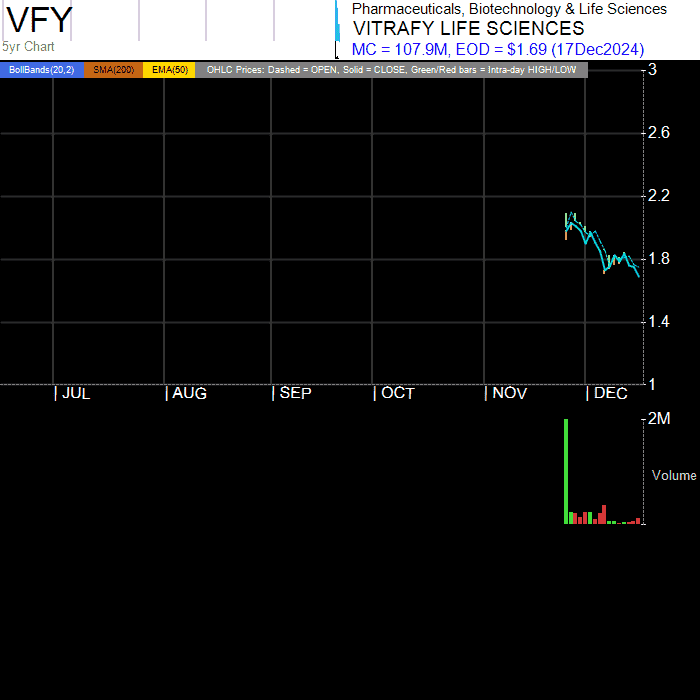 VFY
5yr Chart
Pharmaceuticals, Biotechnology & Life Sciences
VITRAFY LIFE SCIENCES
MC = 107.9M, EOD = $1.69 (17Dec2024)
BollBands(20,2) SMA(200) EMA(50) OHLC Prices: Dashed = OPEN, Solid = CLOSE, Green/Red bars = Intra-day HIGH/LOW
3
2.6
2.2
1.8
1.4
1
JUL AUG SEP OCT NOV DEC
2M
Volume